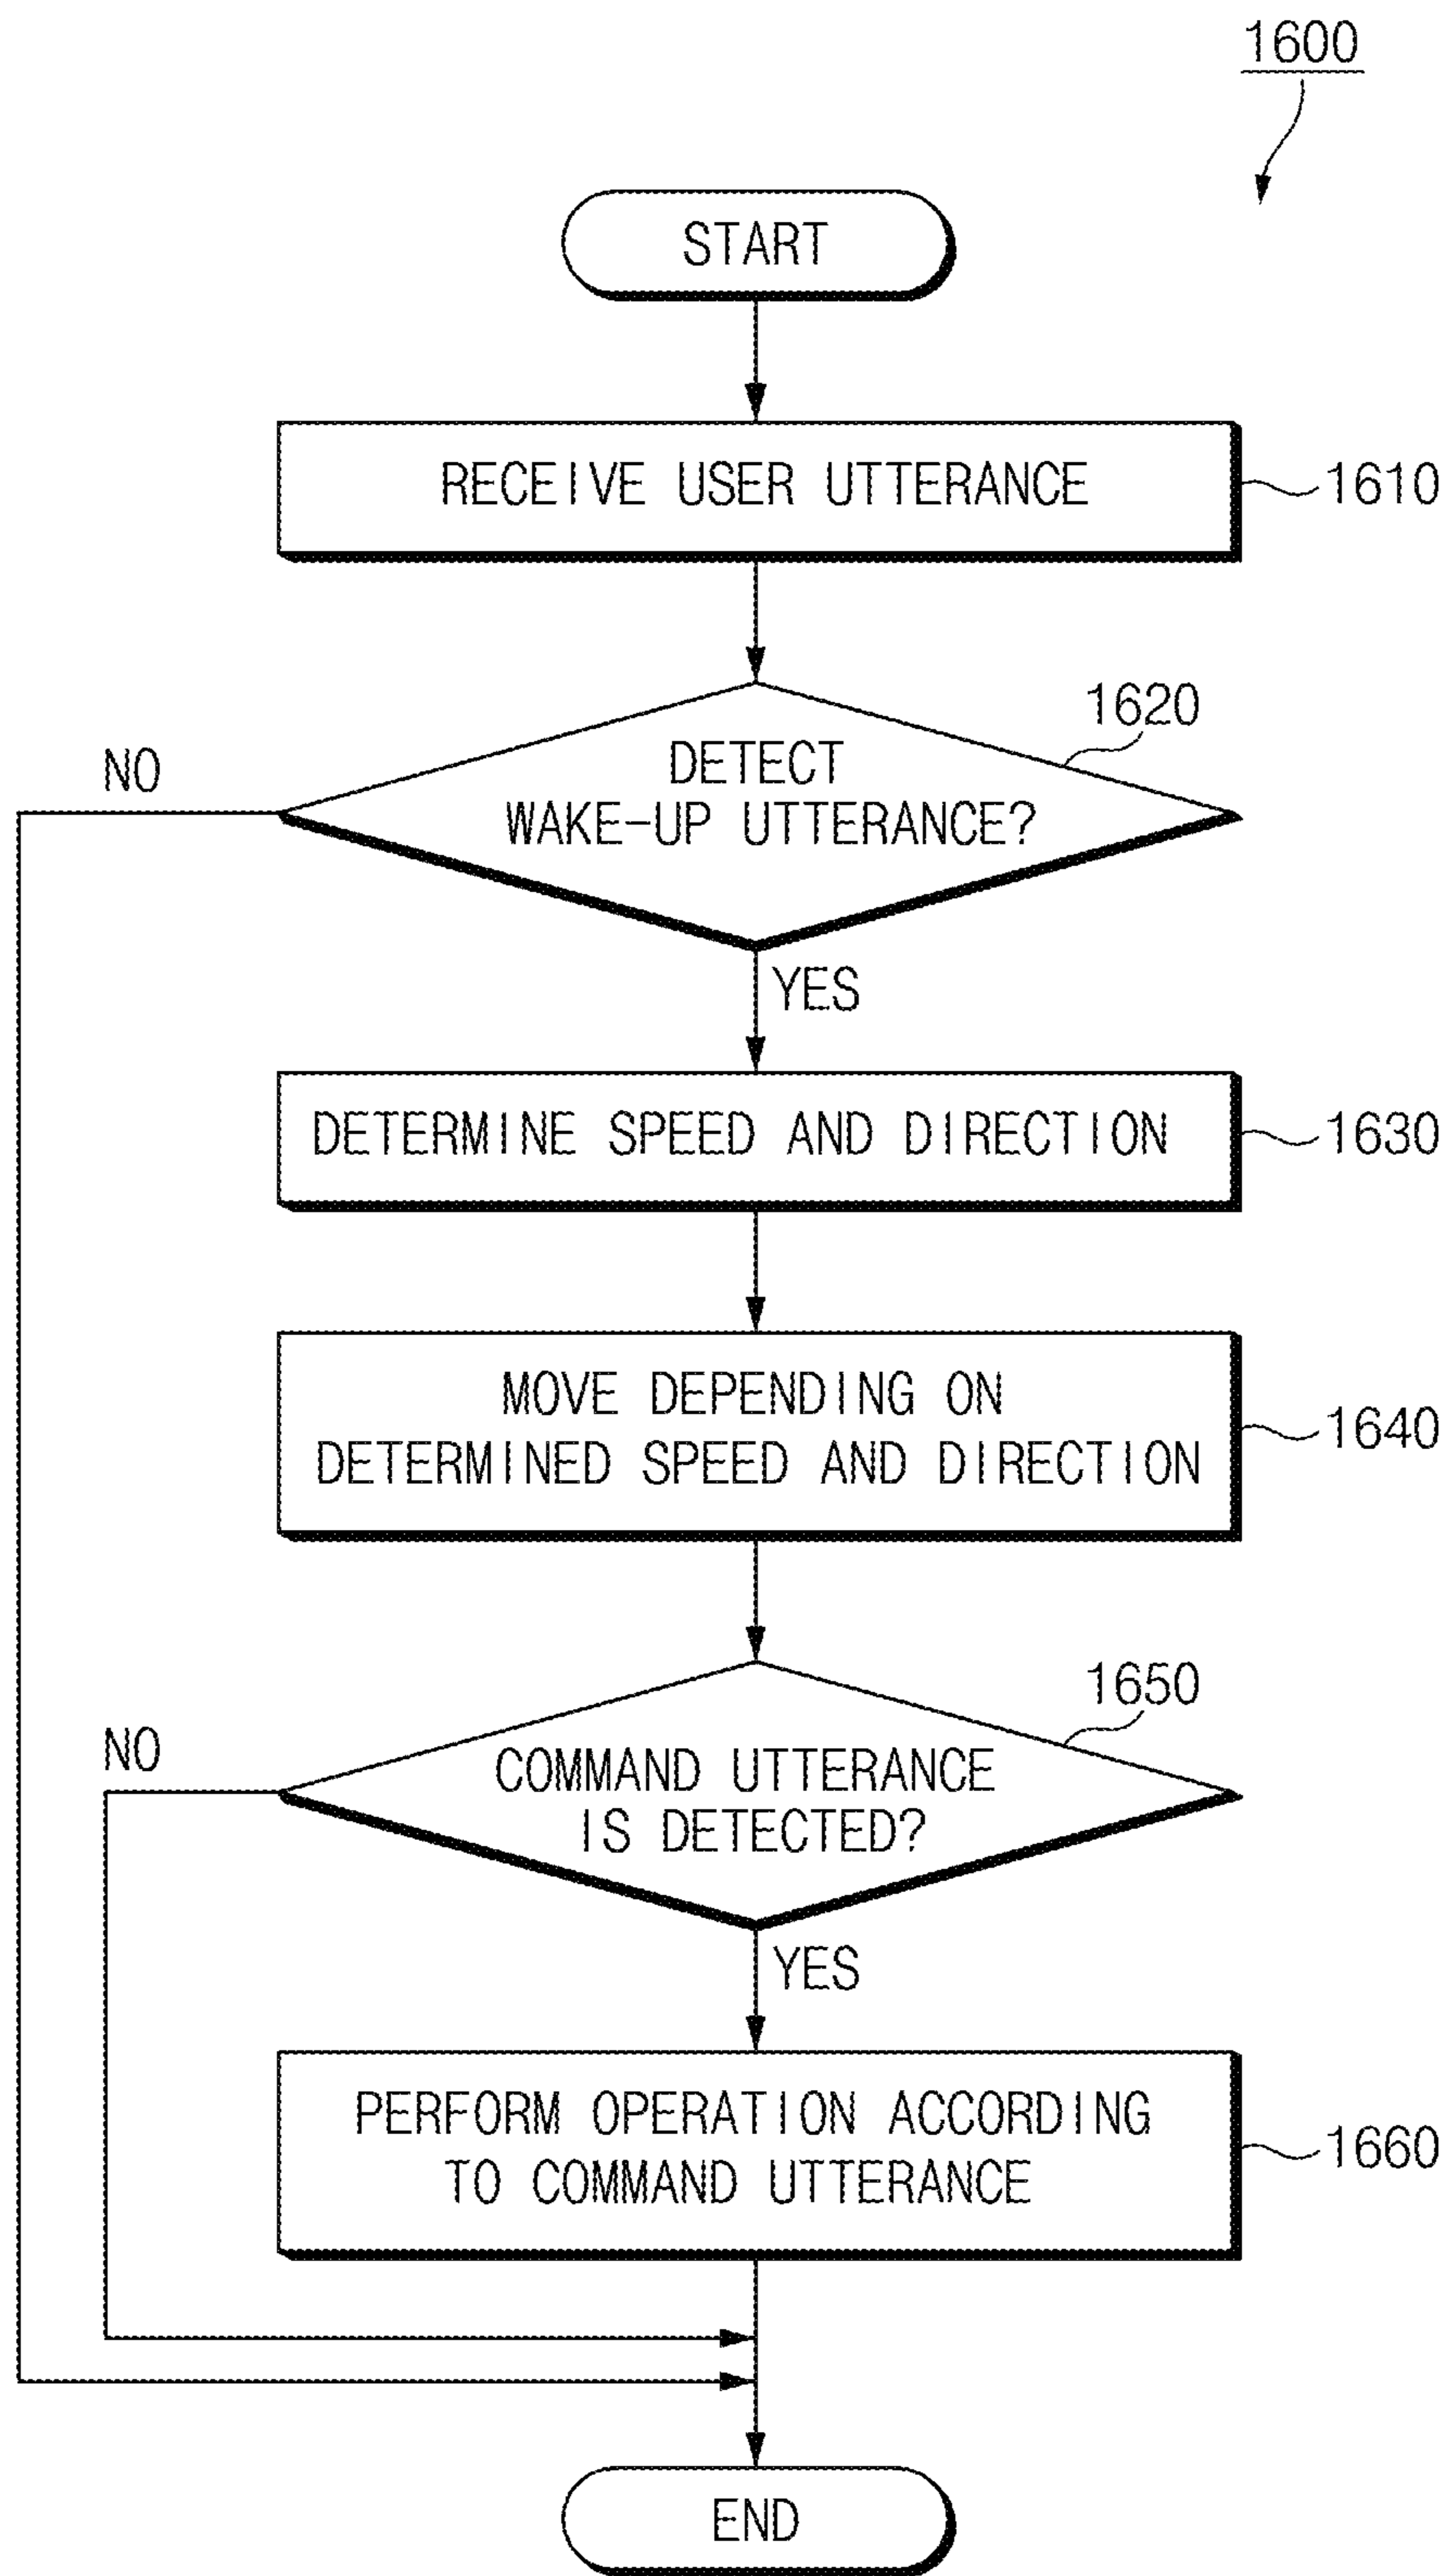 1600
START
RECEIVE USER UTTERANCE
1610
1620
NO
DETECT
WAKE-UP UTTERANCE?
YES
DETERMINE SPEED AND DIRECTION
1630
MOVE DEPENDING ON
DETERMINED SPEED AND DIRECTION
1640
1650
NO
COMMAND UTTERANCE
IS DETECTED?
YES
PERFORM OPERATION ACCORDING
TO COMMAND UTTERANCE
1660
END